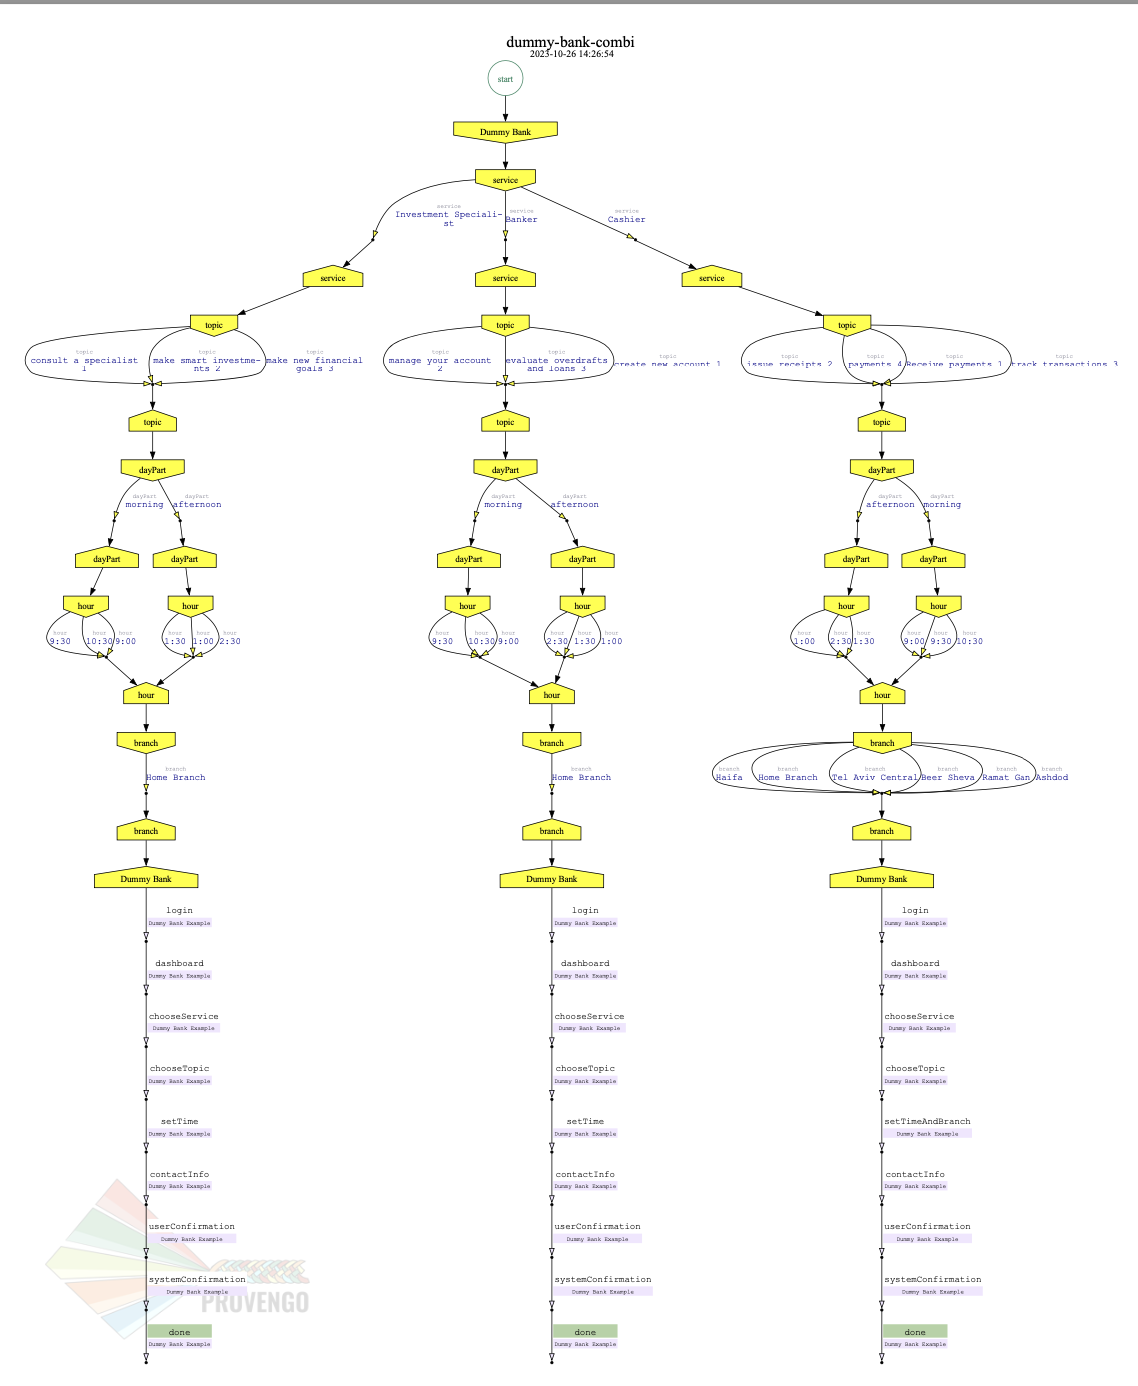 dummy-bank-combi
2023-10-26 14:26:54
start
Dummy Bank
service
service
Investment Speciali-
st
service
Banker
service
Cashier
service
service
service
topic
topic
topic
topic
consult a specialist
1
topic
make smart investme-
nts 2
topic
make new financial
goals 3
topic
manage your account
2
topic
evaluate overdrafts
and loans 3
topic
create new account 1
topic
issue receipts 2
topic
payments 4
topic
Receive payments 1
topic
track transactions 3
topic
topic
topic
dayPart
dayPart
dayPart
dayPart
morning
dayPart
afternoon
dayPart
morning
dayPart
afternoon
dayPart
afternoon
dayPart
morning
dayPart
dayPart
dayPart
dayPart
dayPart
dayPart
hour
hour
hour
hour
hour
hour
hour
9:30
hour
10:30
hour
9:00
hour
1:30
hour
1:00
hour
2:30
hour
9:30
hour
10:30
hour
9:00
hour
2:30
hour
1:30
hour
1:00
hour
1:00
hour
2:30
hour
1:30
hour
9:00
hour
9:30
hour
10:30
hour
hour
hour
branch
branch
branch
branch
Home Branch
branch
Home Branch
branch
Haifa
branch
Home Branch
branch
Tel Aviv Central
branch
Beer Sheva
branch
Ramat Gan
branch
Ashdod
branch
branch
branch
Dummy Bank
Dummy Bank
Dummy Bank
login
Dummy Bank Example
login
Dummy Bank Example
login
Dummy Bank Example
dashboard
Dummy Bank Example
dashboard
Dummy Bank Example
dashboard
Dummy Bank Example
chooseService
Dummy Bank Example
chooseService
Dummy Bank Example
chooseService
Dummy Bank Example
chooseTopic
Dummy Bank Example
chooseTopic
Dummy Bank Example
chooseTopic
Dummy Bank Example
setTime
Dummy Bank Example
setTime
Dummy Bank Example
setTimeAndBranch
Dummy Bank Example
contactInfo
Dummy Bank Example
contactInfo
Dummy Bank Example
contactInfo
Dummy Bank Example
userConfirmation
Dummy Bank Example
userConfirmation
Dummy Bank Example
userConfirmation
Dummy Bank Example
systemConfirmation
Dummy Bank Example
systemConfirmation
Dummy Bank Example
systemConfirmation
Dummy Bank Example
PROVENGO
done
Dummy Bank Example
done
Dummy Bank Example
done
Dummy Bank Example